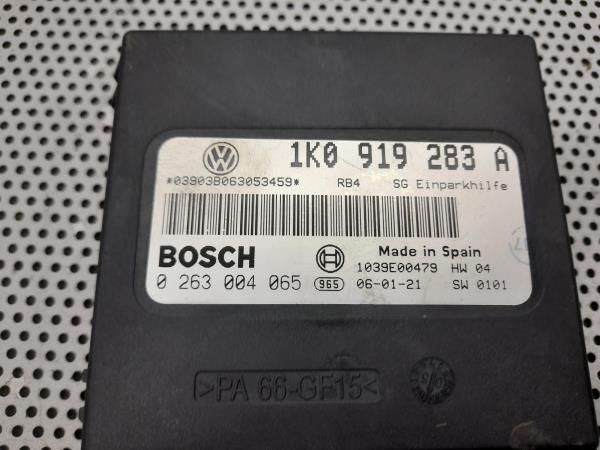 1K0 919 283 A
*03903B063053459* RB4 SG Einparkhilfe
BOSCH
Made in Spain
1039E00479 HW 04
0 263 004 065 965 06-01-21 SW 0101
>PA 66-GF15<